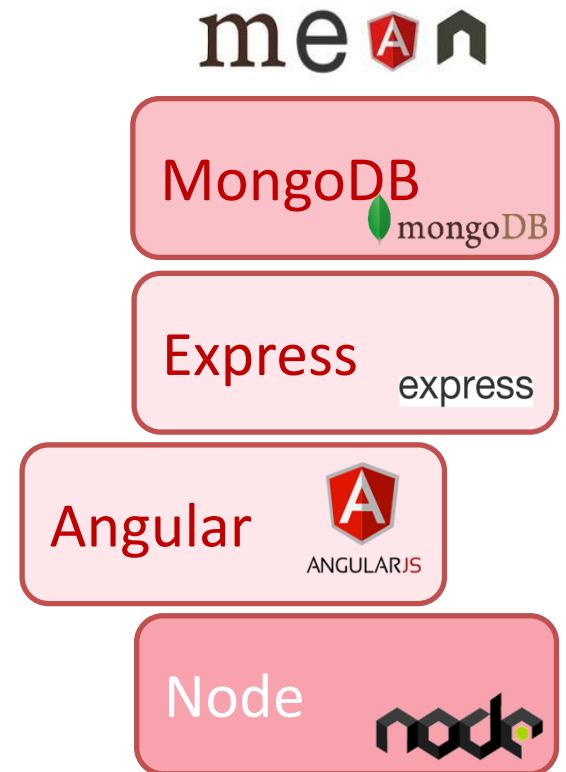 mean
MongoDB
mongoDB
Express
express
Angular
A
ANGULARJS
Node
node